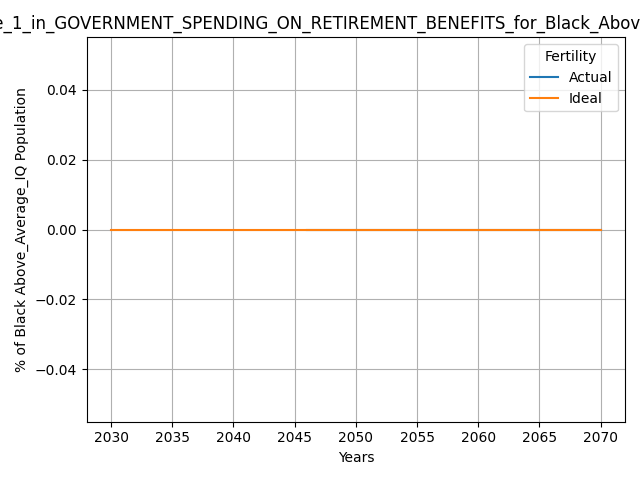 e_1_in_GOVERNMENT_SPENDING_ON_RETIREMENT_BENEFITS_for_Black_Abov
Fertility
Actual
Ideal
% of Black Above_Average_IQ Population
0.04
0.02
0.00
−0.02
−0.04
2030 2035 2040 2045 2050 2055 2060 2065 2070
Years